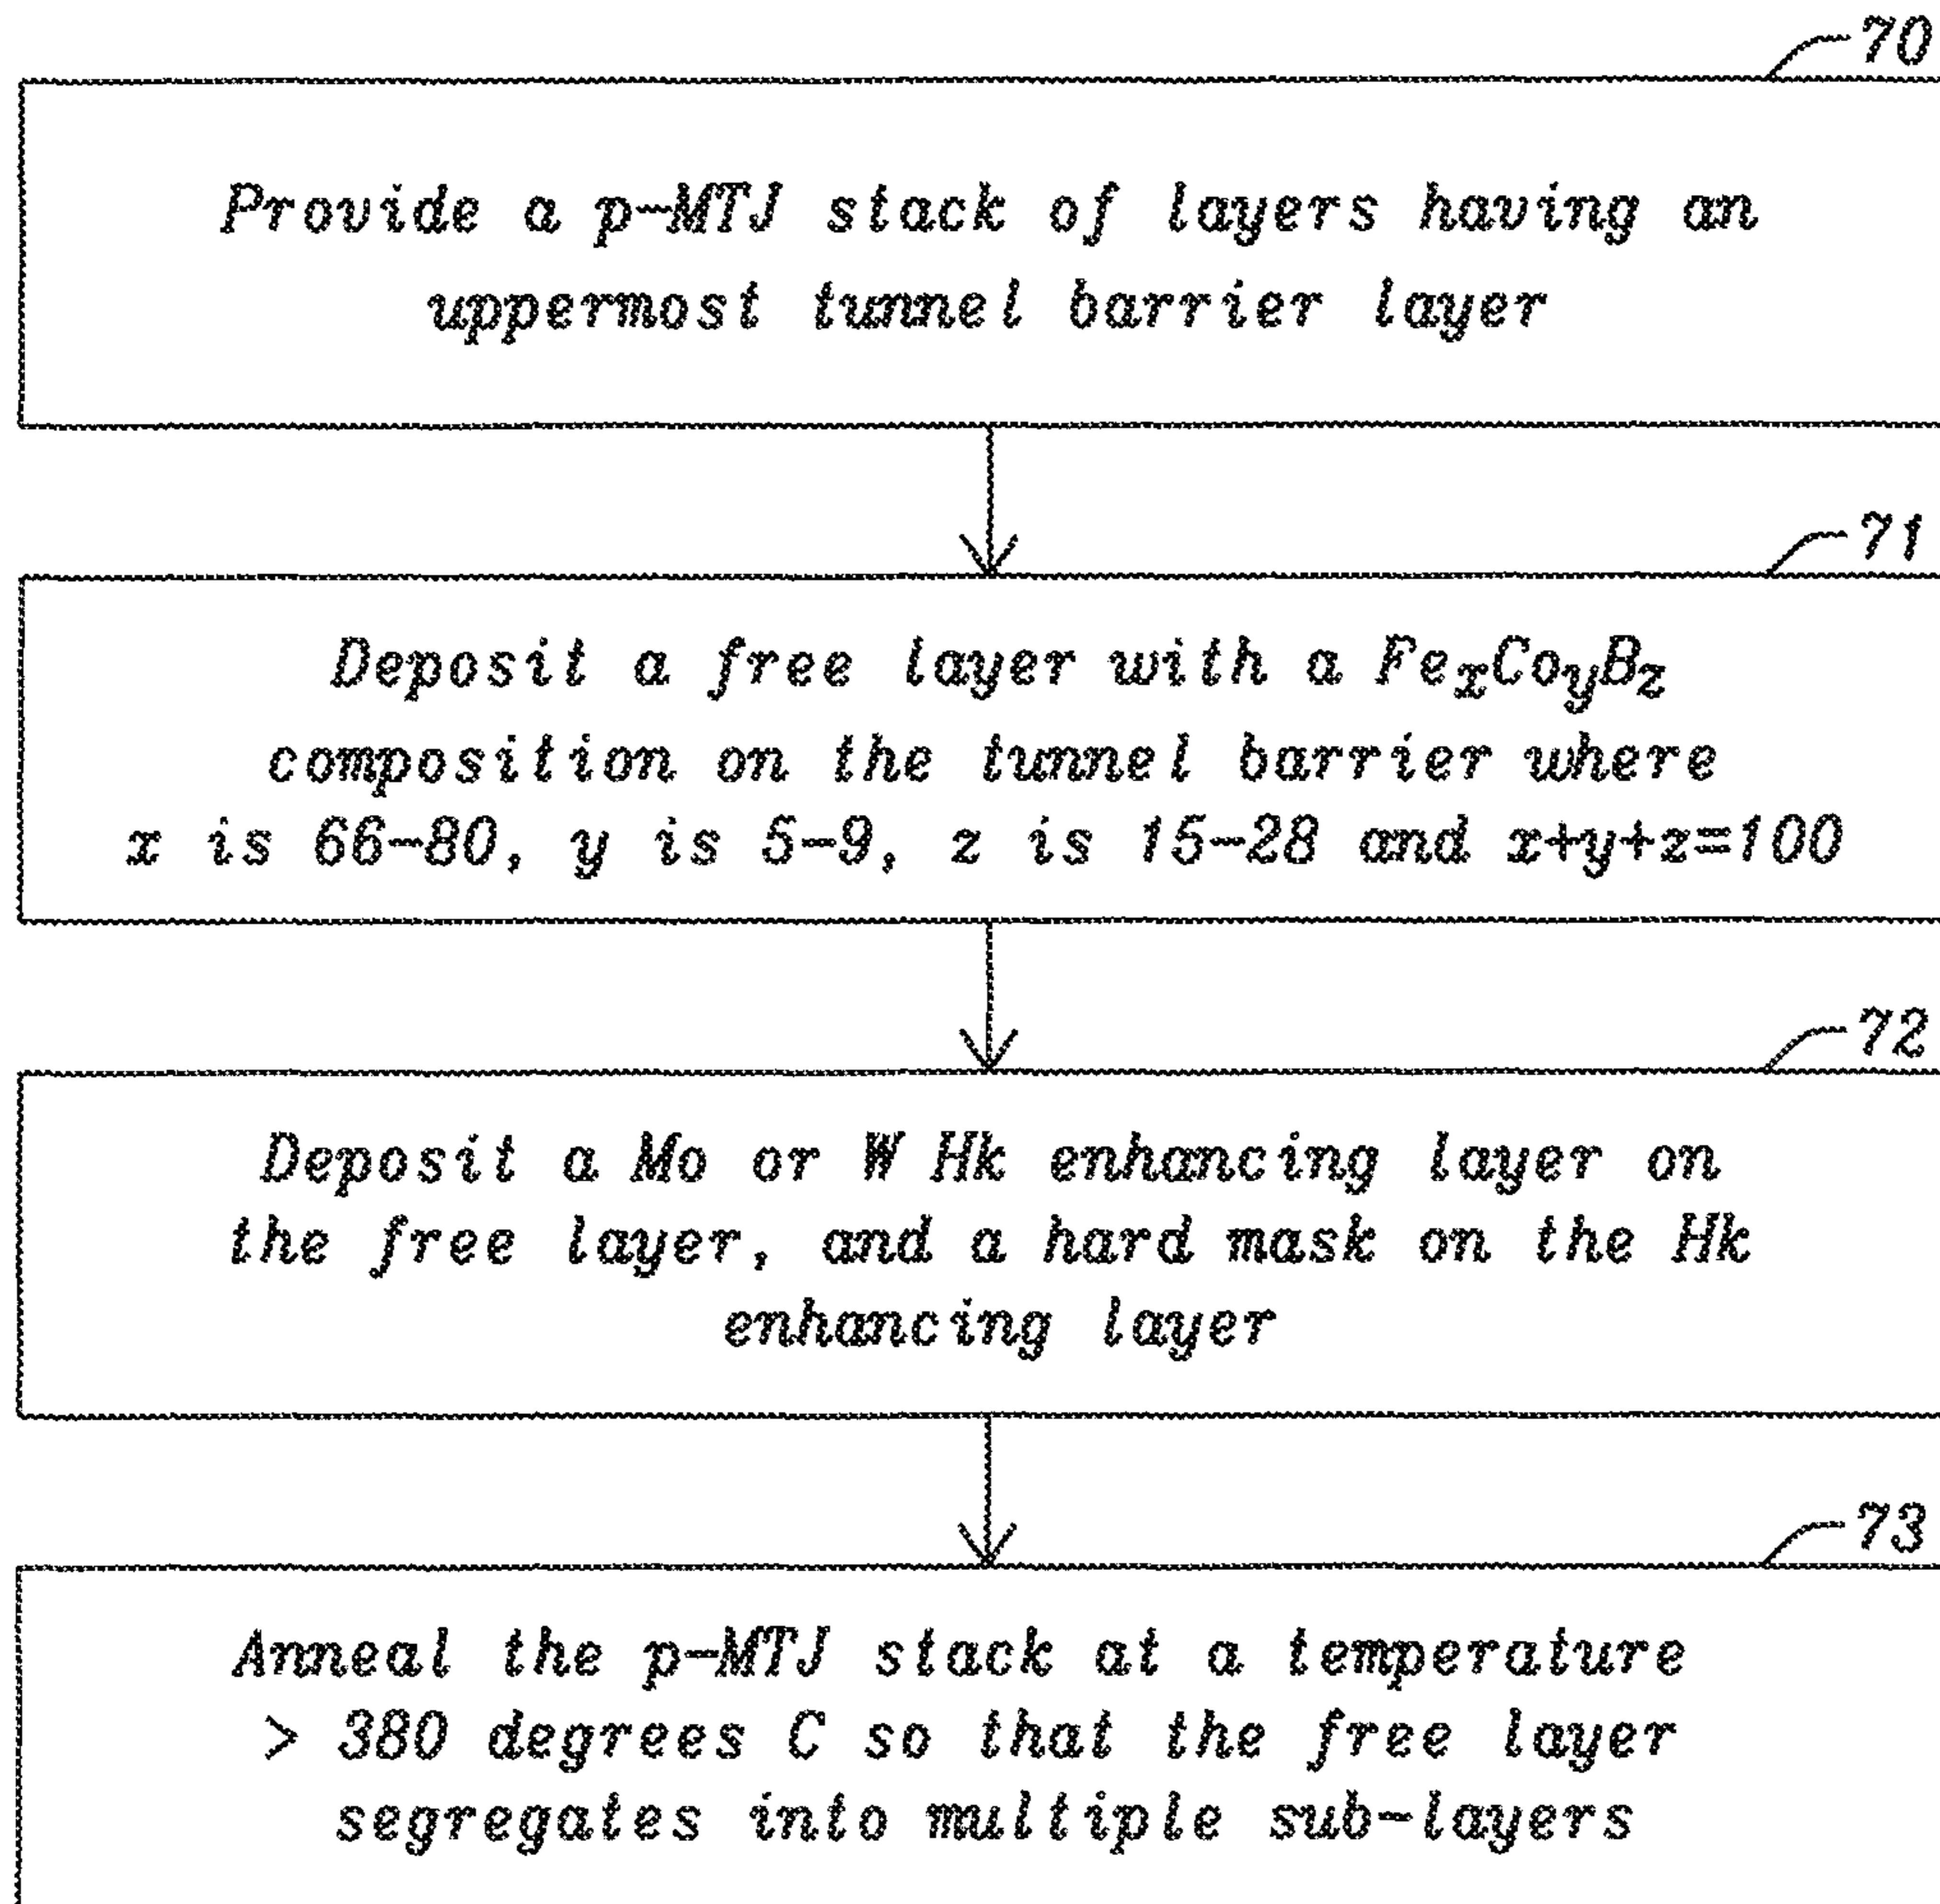 70
Provide a p-MTJ stack of layers having an
uppermost tunnel barrier layer
71
Deposit a free layer with a FexCoyBz
composition on the tunnel barrier where
x is 66-80, y is 5-9, z is 15-28 and x+y+z=100
72
Deposit a Mo or W Hk enhancing layer on
the free layer, and a hard mask on the Hk
enhancing layer
73
Anneal the p-MTJ stack at a temperature
> 380 degrees C so that the free layer
segregates into multiple sub-layers